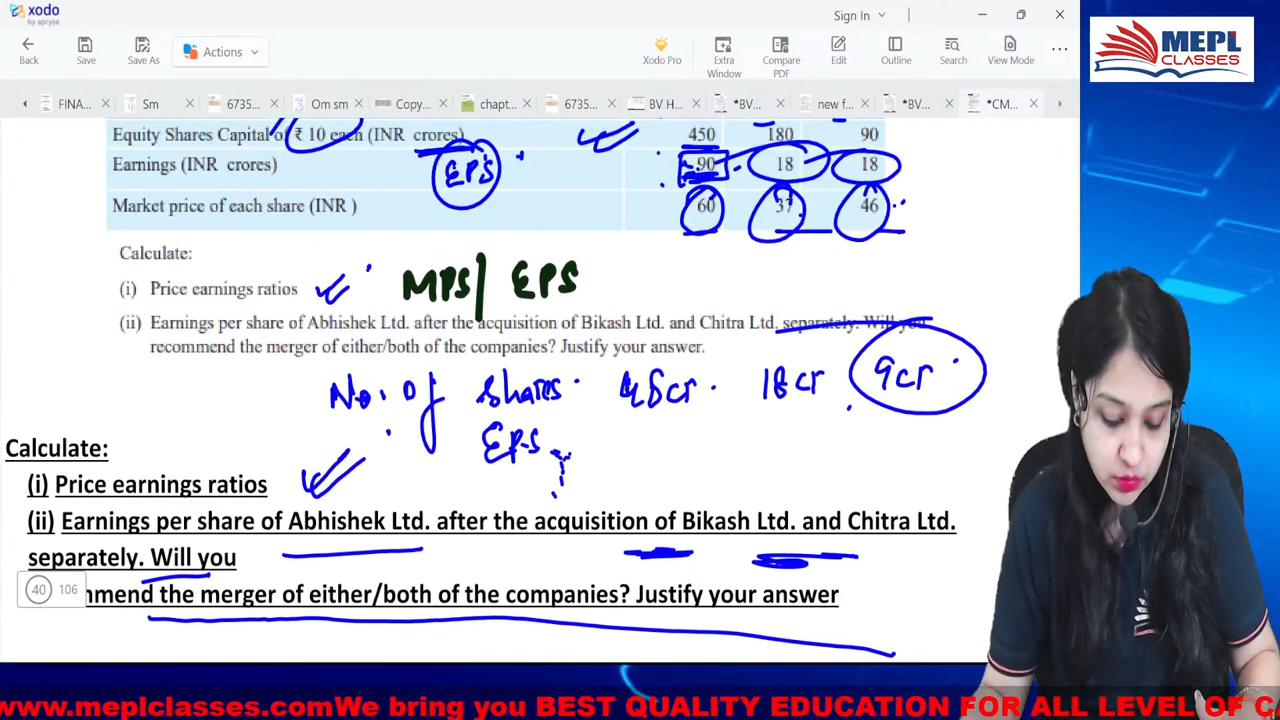 xodo
by apryse
Sign In
Back
Save
Save As
Actions
Xodo Pro
Extra Window
Compare PDF
Edit
Outline
Search
View Mode
MEPL
CLASSES
FINA...
Sm
6735...
Om sm
Copy...
chapt...
6735...
BV H...
*BV...
new f...
*BV...
*CM...
Equity Shares Capital of ₹ 10 each (INR crores) 450 180 90
Earnings (INR crores) 90 18 18
EPS
Market price of each share (INR ) 60 37 46
Calculate:
(i) Price earnings ratios
MPS/ EPS
(ii) Earnings per share of Abhishek Ltd. after the acquisition of Bikash Ltd. and Chitra Ltd. separately. Will you
recommend the merger of either/both of the companies? Justify your answer.
No. of shares 45cr 18cr 9cr
EPS
Calculate:
(i) Price earnings ratios
(ii) Earnings per share of Abhishek Ltd. after the acquisition of Bikash Ltd. and Chitra Ltd.
separately. Will you
mmend the merger of either/both of the companies? Justify your answer
40 106
www.meplclasses.comWe bring you BEST QUALITY EDUCATION FOR ALL LEVEL OF C